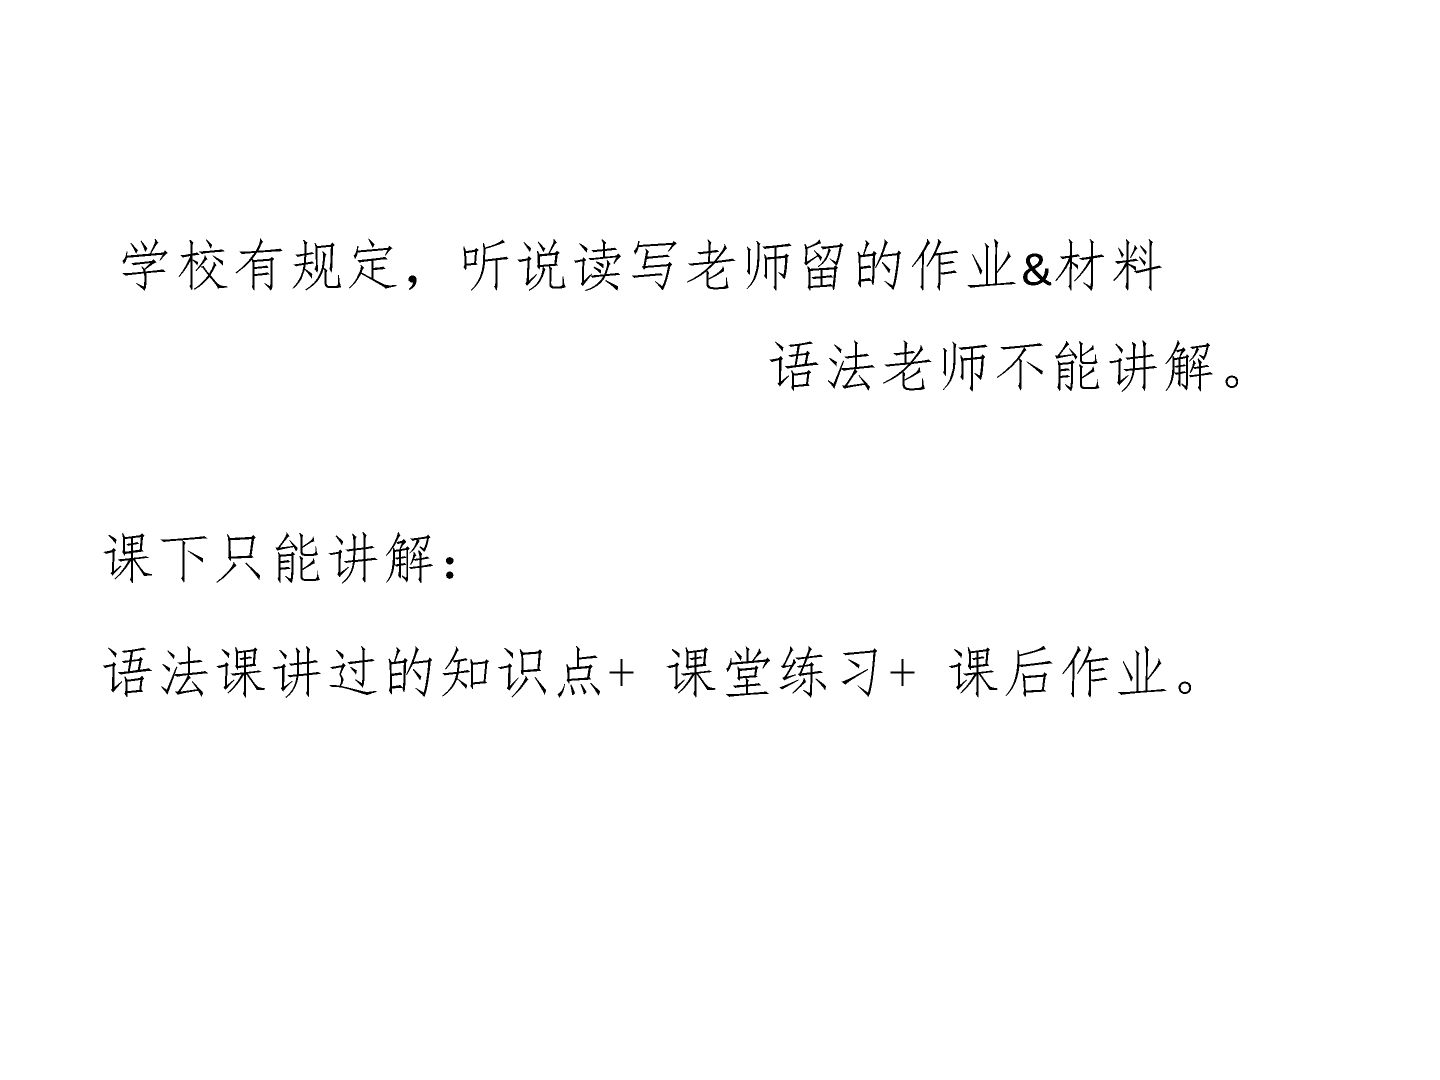 学校有规定，听说读写老师留的作业&材料
语法老师不能讲解。
课下只能讲解：
语法课讲过的知识点+ 课堂练习+ 课后作业。